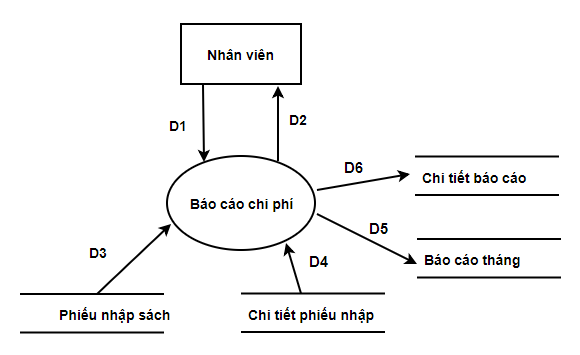 Nhân viên
D1
D2
D6
Chi tiết báo cáo
Báo cáo chi phí
D5
D3
D4
Báo cáo tháng
Phiếu nhập sách
Chi tiết phiếu nhập